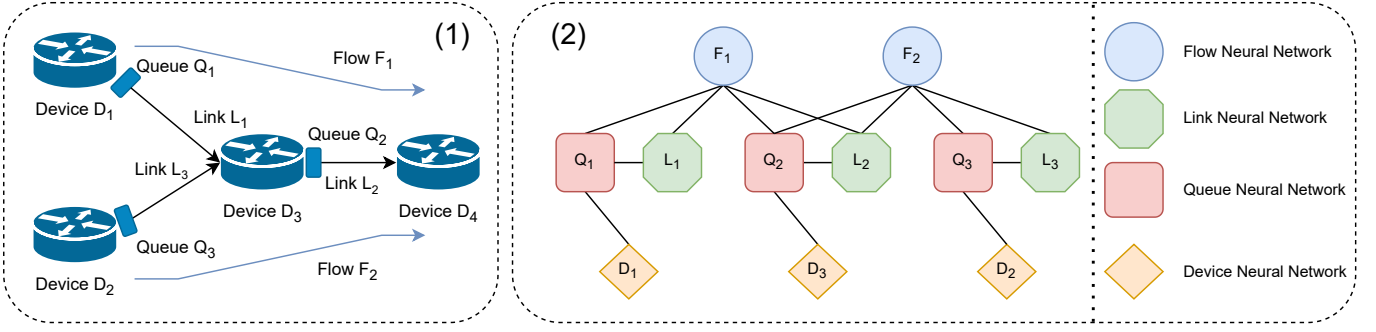 (1)
Queue Q1
Flow F1
Device D1
Link L1
Queue Q2
Link L3
Link L2
Device D3
Device D4
Queue Q3
Device D2
Flow F2
(2)
F1
F2
Q1
L1
Q2
L2
Q3
L3
D1
D3
D2
Flow Neural Network
Link Neural Network
Queue Neural Network
Device Neural Network